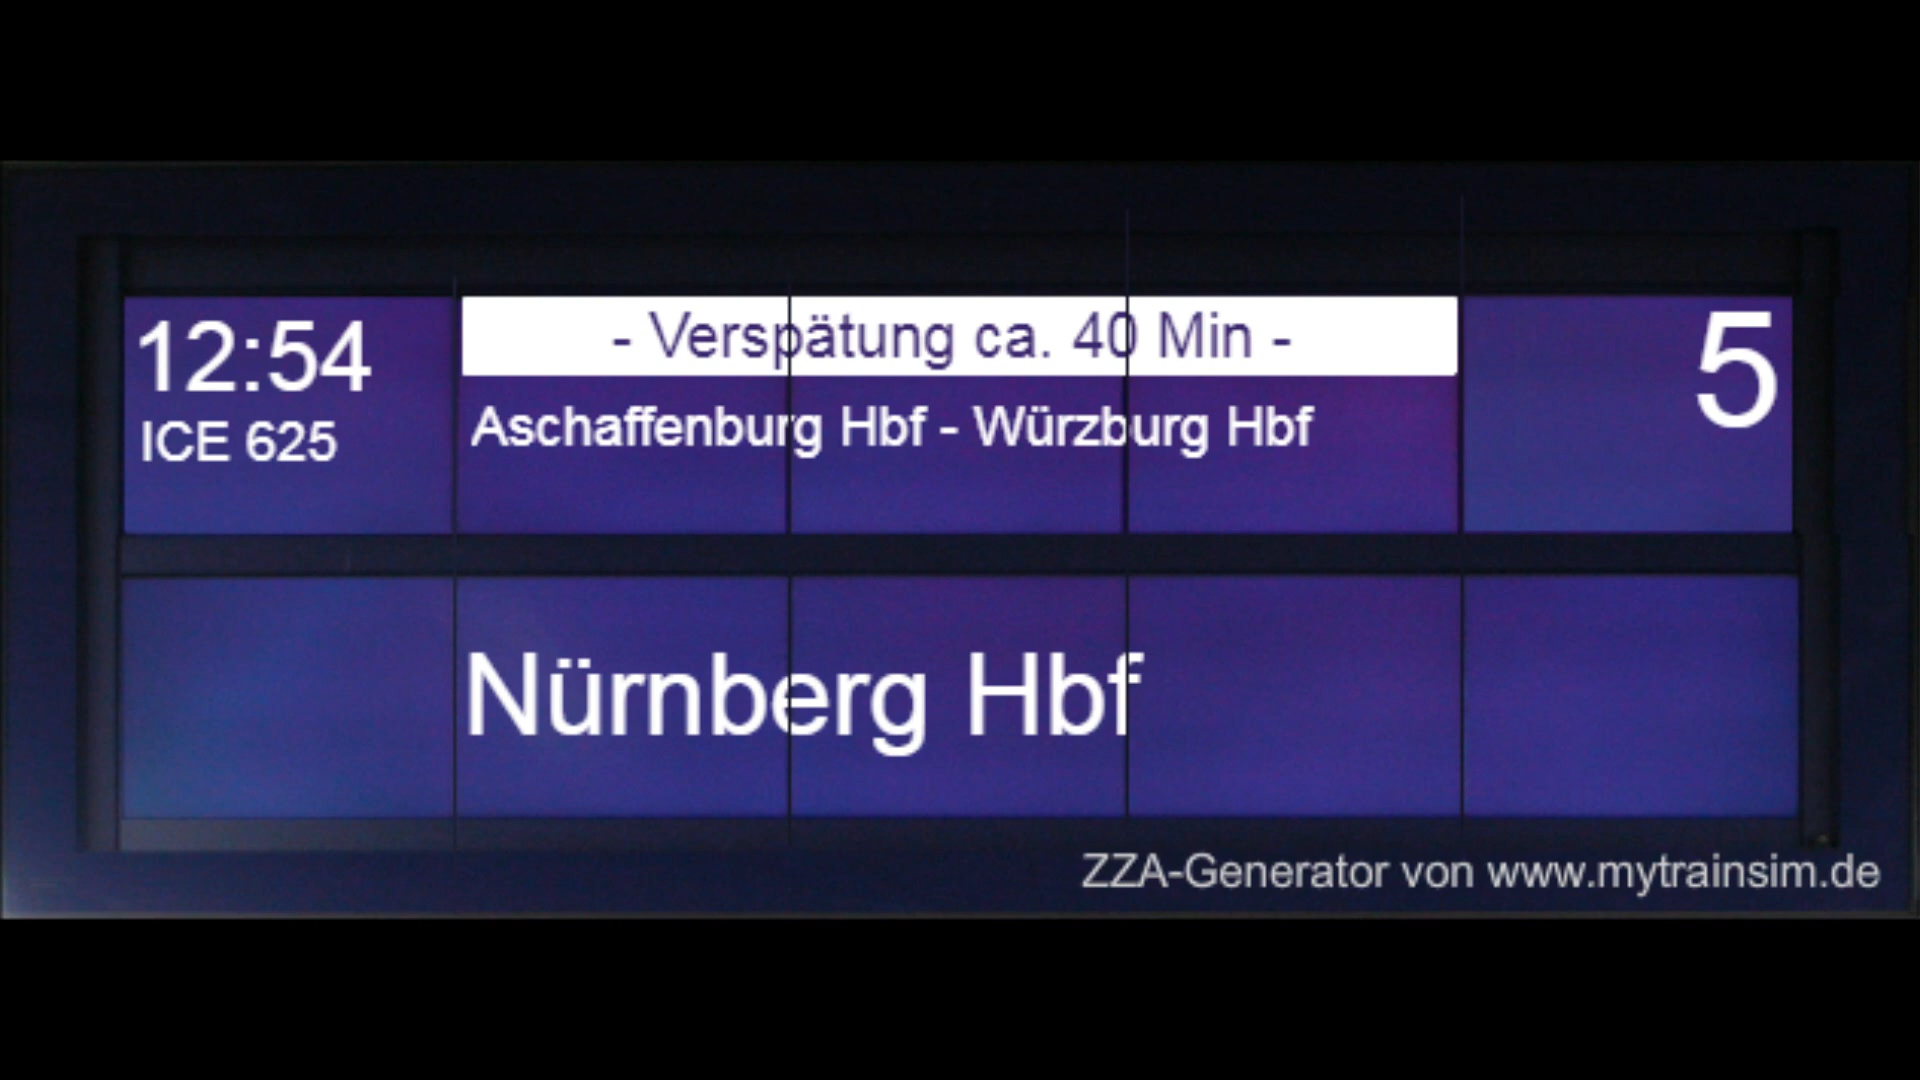 12:54
- Verspätung ca. 40 Min -
5
ICE 625
Aschaffenburg Hbf - Würzburg Hbf
Nürnberg Hbf
ZZA-Generator von www.mytrainsim.de